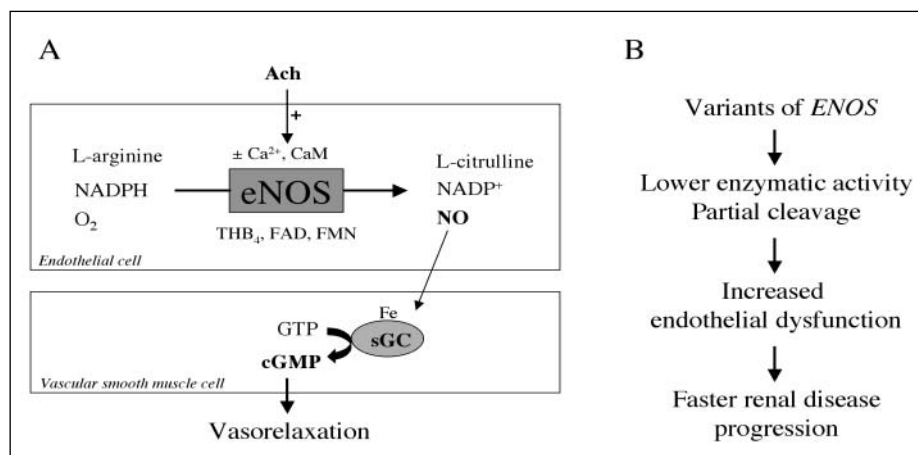 A
Ach
+
L-arginine
NADPH
O₂
± Ca²⁺, CaM
eNOS
THB₄, FAD, FMN
L-citrulline
NADP⁺
NO
Endothelial cell
GTP
Fe
sGC
cGMP
Vascular smooth muscle cell
Vasorelaxation
B
Variants of ENOS
Lower enzymatic activity
Partial cleavage
Increased
endothelial dysfunction
Faster renal disease
progression